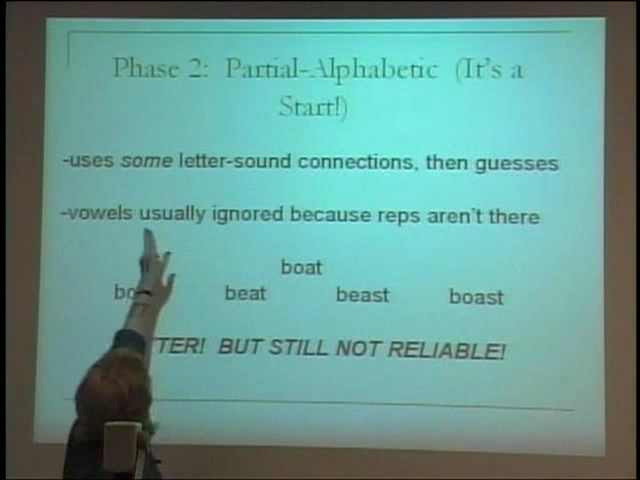 Phase 2: Partial-Alphabetic (It's a
Start!)
-uses some letter-sound connections, then guesses
-vowels usually ignored because reps aren't there
boat
beat beast boast
BUT STILL NOT RELIABLE!